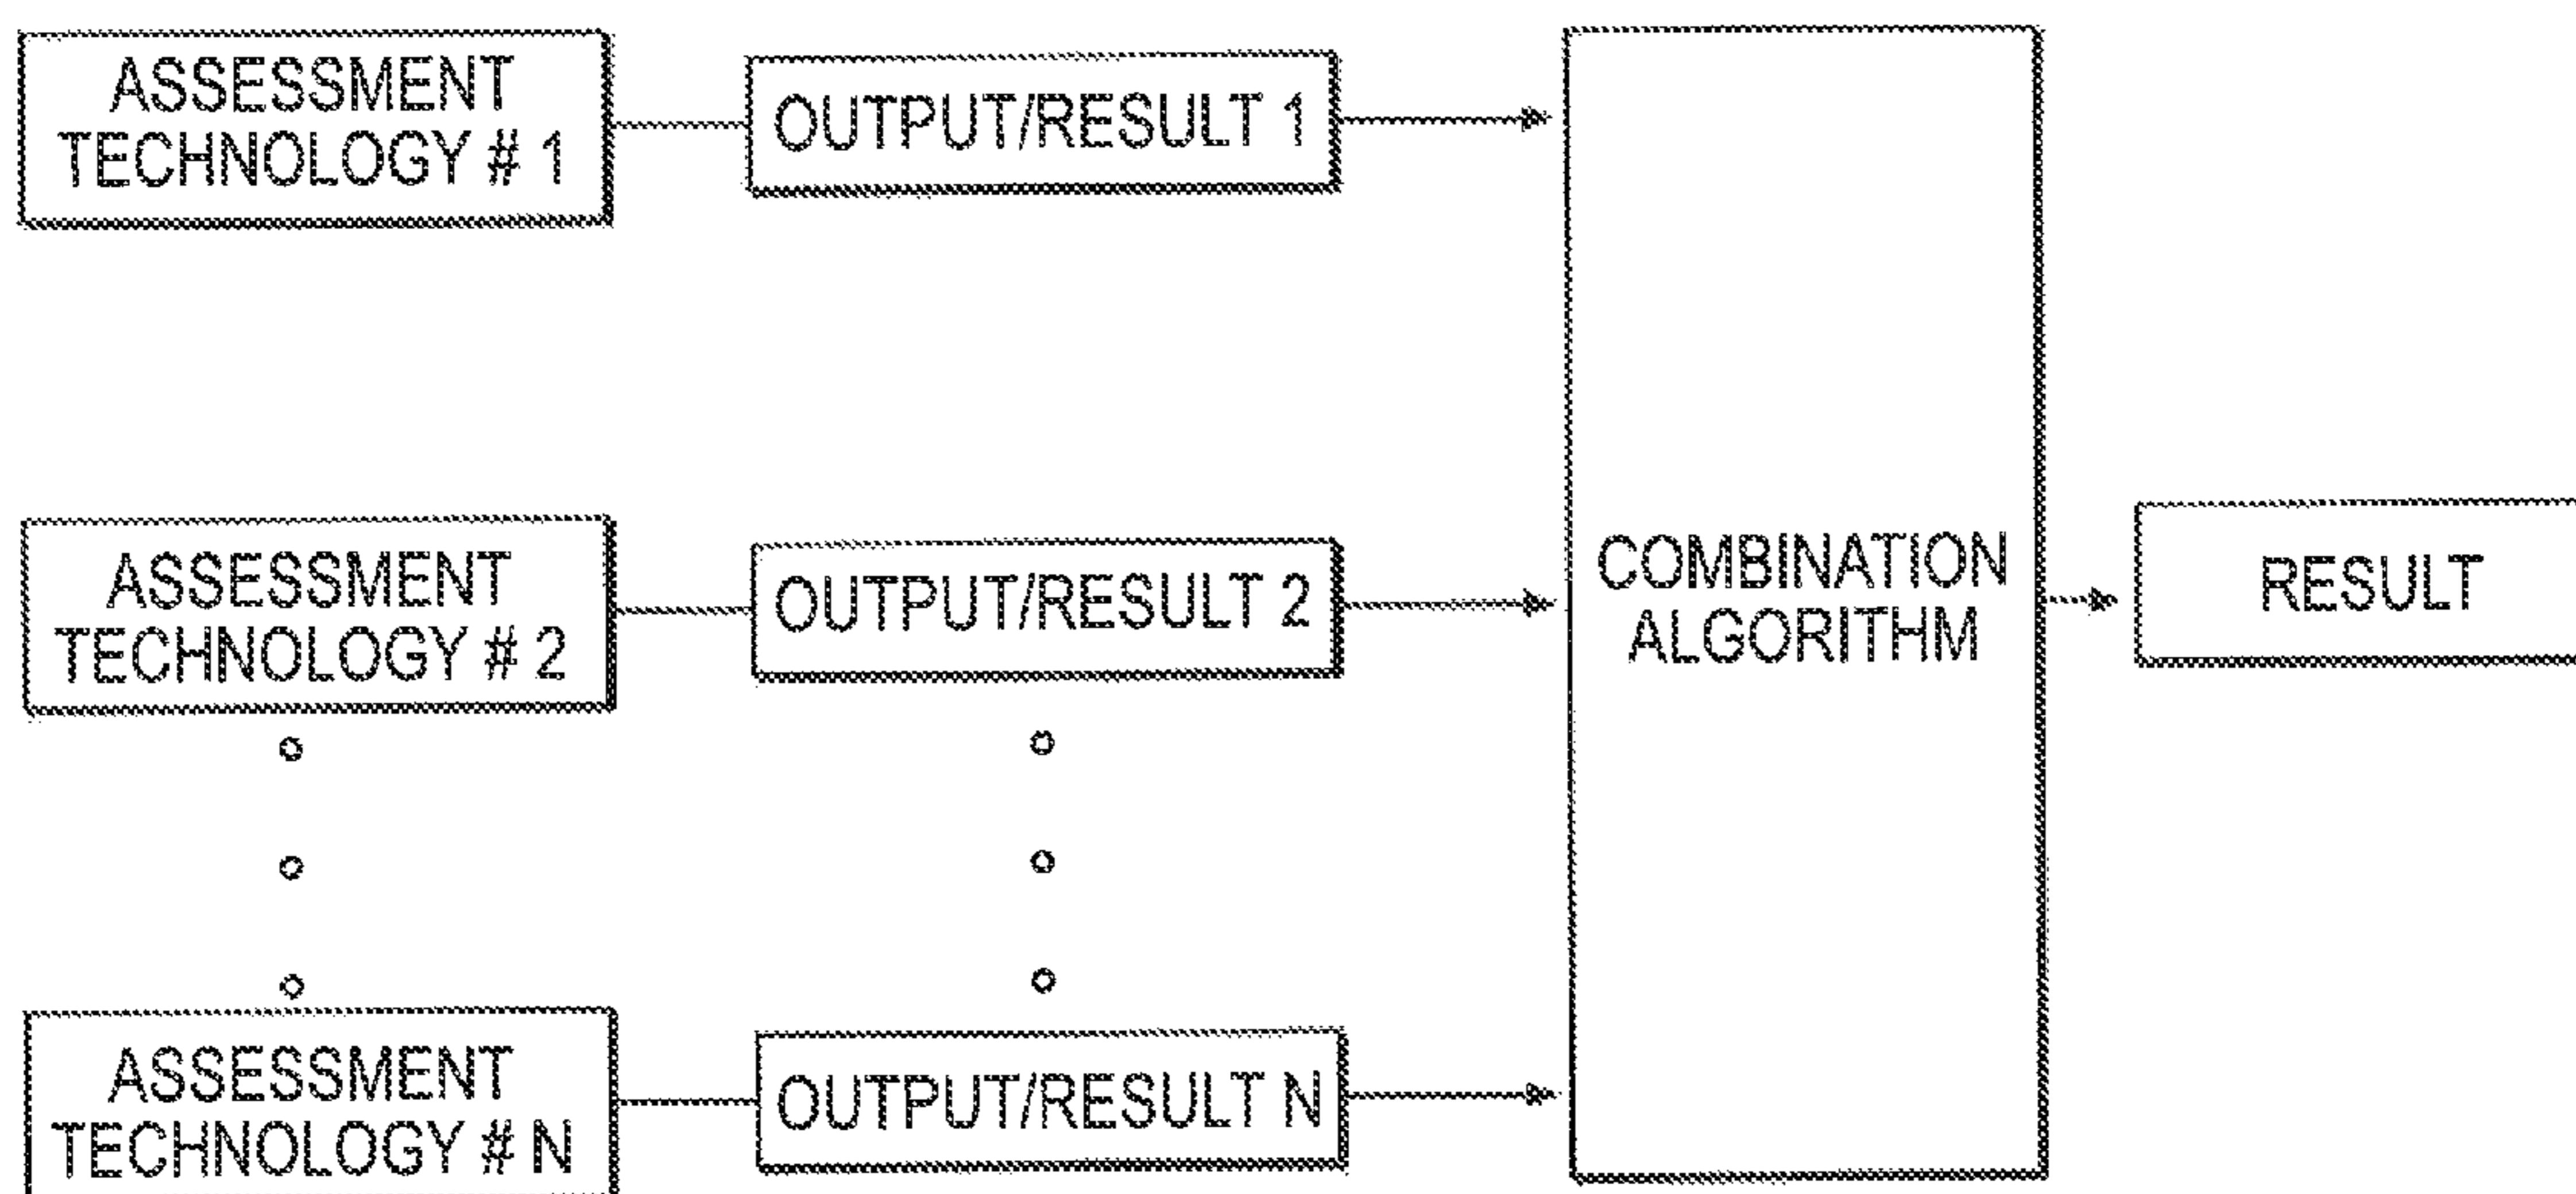 ASSESSMENT
TECHNOLOGY # 1
OUTPUT/RESULT 1
ASSESSMENT
TECHNOLOGY # 2
OUTPUT/RESULT 2
COMBINATION
ALGORITHM
RESULT
ASSESSMENT
TECHNOLOGY # N
OUTPUT/RESULT N